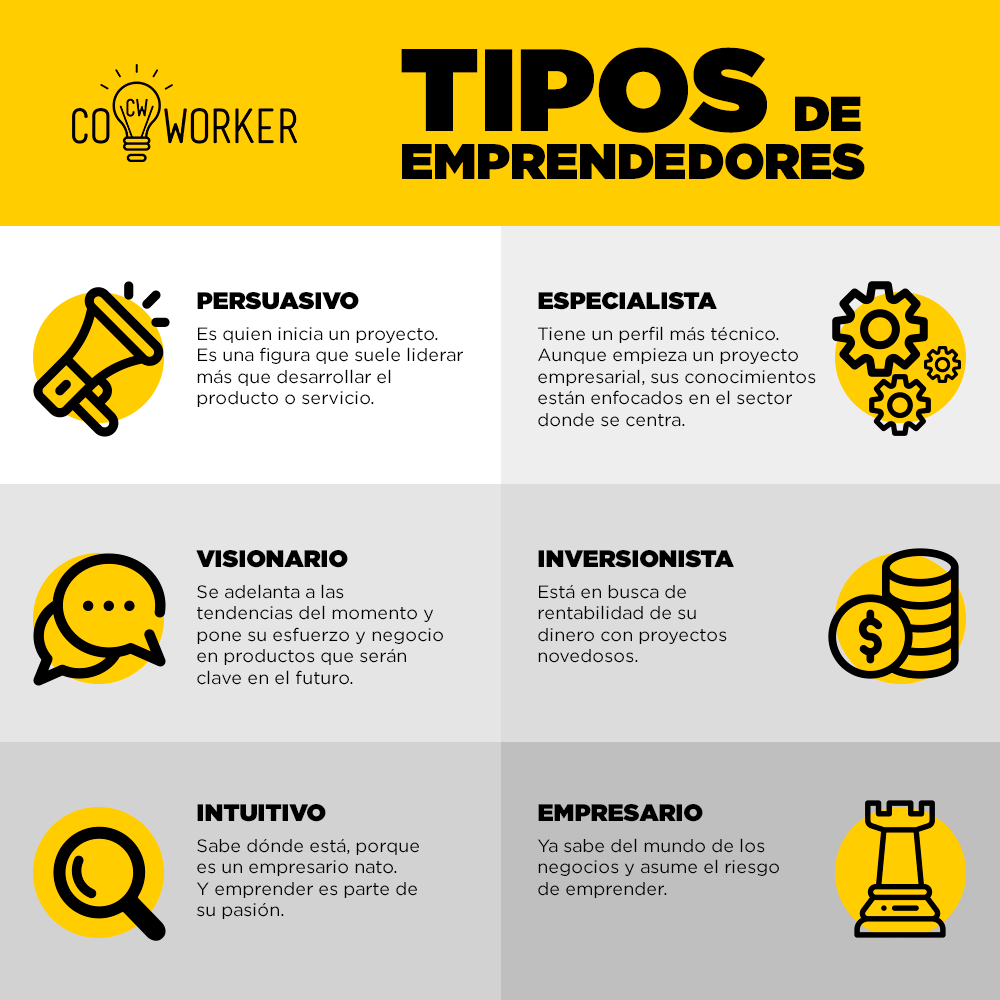 CO CW WORKER
TIPOS DE
EMPRENDEDORES
PERSUASIVO
Es quien inicia un proyecto.
Es una figura que suele liderar
más que desarrollar el
producto o servicio.
ESPECIALISTA
Tiene un perfil más técnico.
Aunque empieza un proyecto
empresarial, sus conocimientos
están enfocados en el sector
donde se centra.
VISIONARIO
Se adelanta a las
tendencias del momento y
pone su esfuerzo y negocio
en productos que serán
clave en el futuro.
INVERSIONISTA
Está en busca de
rentabilidad de su
dinero con proyectos
novedosos.
$
INTUITIVO
Sabe dónde está, porque
es un empresario nato.
Y emprender es parte de
su pasión.
EMPRESARIO
Ya sabe del mundo de los
negocios y asume el riesgo
de emprender.